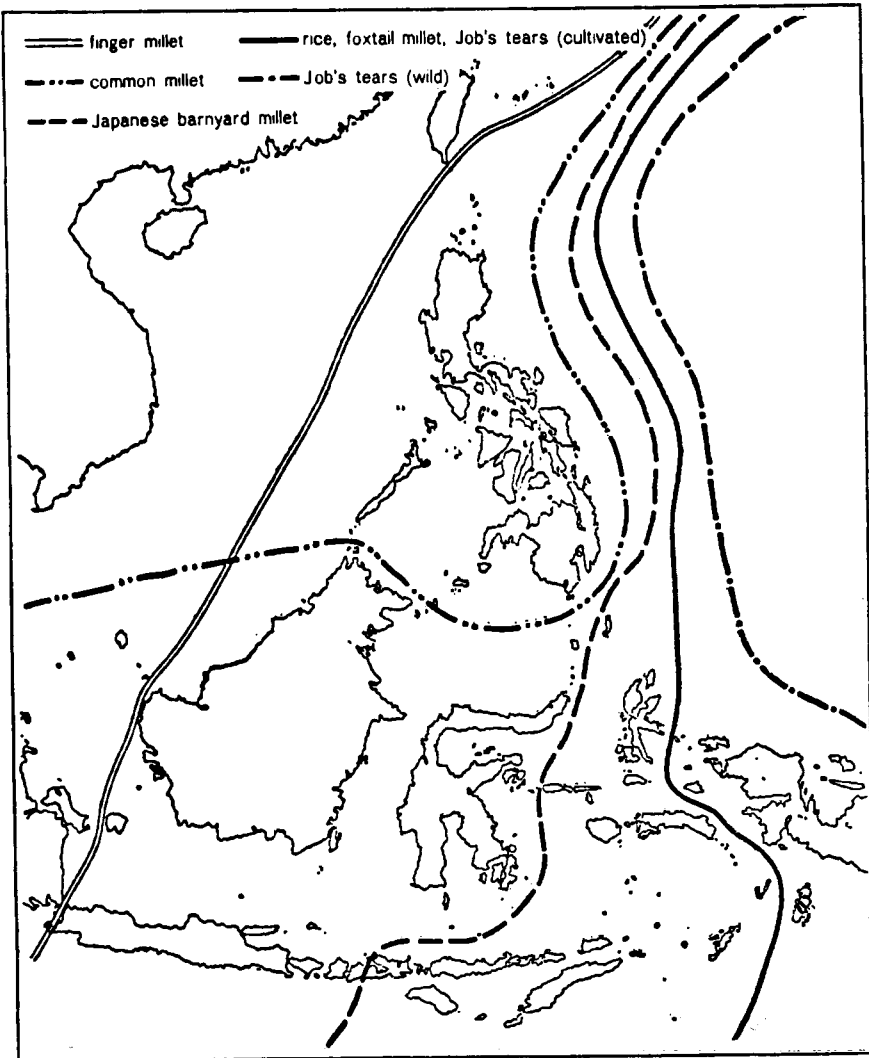 finger millet
rice, foxtail millet, Job's tears (cultivated)
common millet
Job's tears (wild)
Japanese barnyard millet